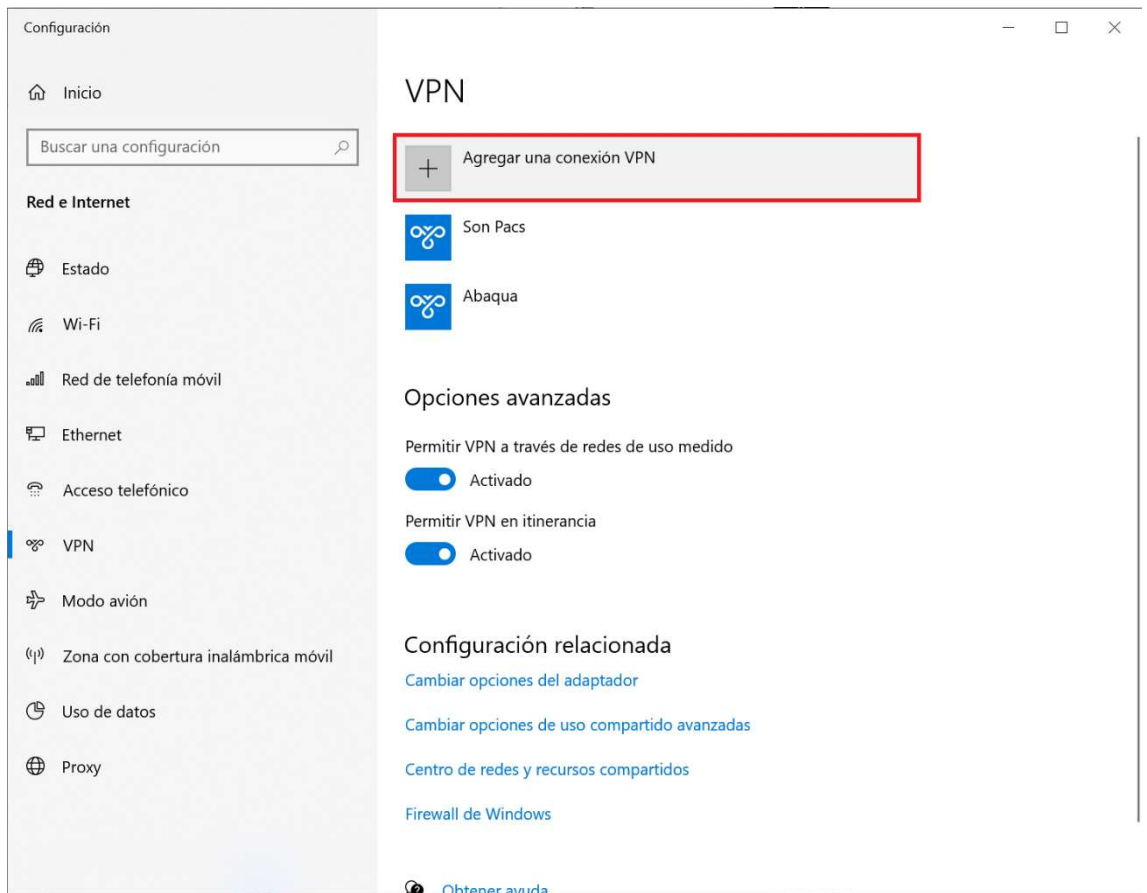 Configuración
Inicio
Buscar una configuración
Red e Internet
Estado
Wi-Fi
Red de telefonía móvil
Ethernet
Acceso telefónico
VPN
Modo avión
Zona con cobertura inalámbrica móvil
Uso de datos
Proxy
VPN
Agregar una conexión VPN
Son Pacs
Abaqua
Opciones avanzadas
Permitir VPN a través de redes de uso medido
Activado
Permitir VPN en itinerancia
Activado
Configuración relacionada
Cambiar opciones del adaptador
Cambiar opciones de uso compartido avanzadas
Centro de redes y recursos compartidos
Firewall de Windows
Obtener ayuda